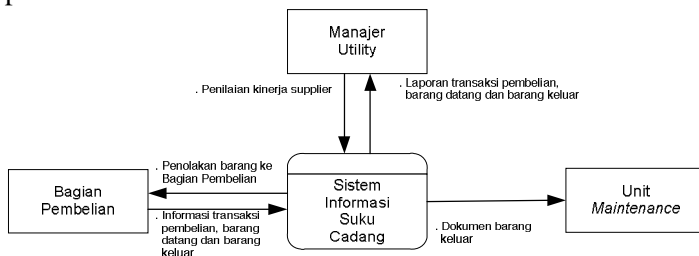 Manajer
Utility
. Penilaian kinerja supplier
. Laporan transaksi pembelian,
barang datang dan barang keluar
. Penolakan barang ke
Bagian Pembelian
Bagian
Pembelian
. Informasi transaksi
pembelian, barang
datang dan barang
keluar
Sistem
Informasi
Suku
Cadang
. Dokumen barang
keluar
Unit
Maintenance